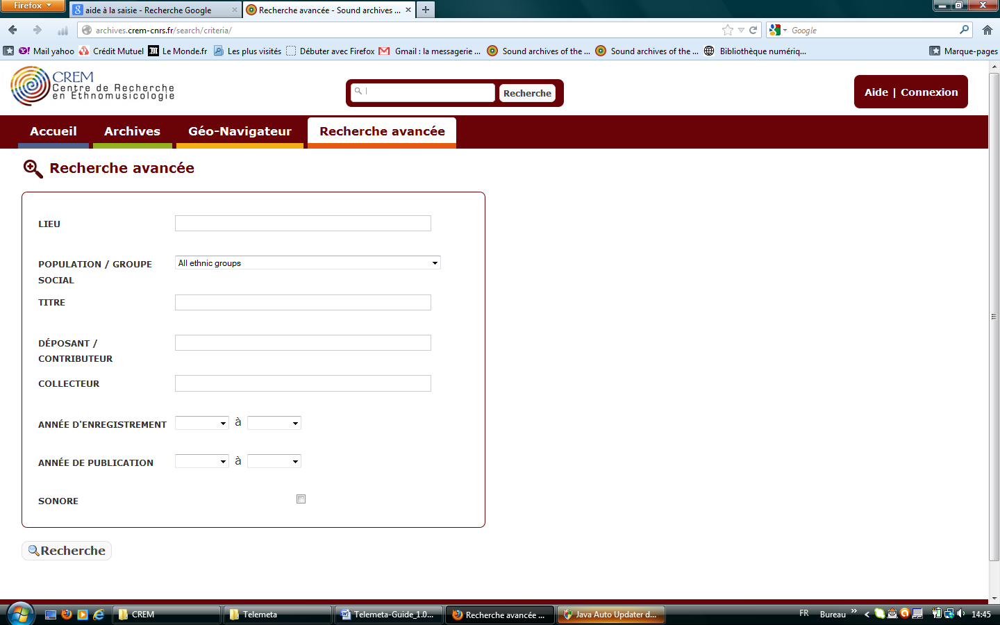 Firefox
aide à la saisie - Recherche Google
Recherche avancée - Sound archives ...
archives.crem-cnrs.fr/search/criteria/
Google
Mail yahoo
Crédit Mutuel
Le Monde.fr
Les plus visités
Débuter avec Firefox
Gmail : la messagerie ...
Sound archives of the ...
Sound archives of the ...
Bibliothèque numériq...
Marque-pages
CREM
Centre de Recherche
en Ethnomusicologie
Recherche
Aide | Connexion
Accueil
Archives
Géo-Navigateur
Recherche avancée
Recherche avancée
LIEU
POPULATION / GROUPE
SOCIAL
All ethnic groups
TITRE
DÉPOSANT /
CONTRIBUTEUR
COLLECTEUR
ANNÉE D'ENREGISTREMENT
à
ANNÉE DE PUBLICATION
à
SONORE
Recherche
CREM
Telemeta
Telemeta-Guide_1.0...
Recherche avancée ...
Java Auto Updater d...
FR
Bureau
14:45